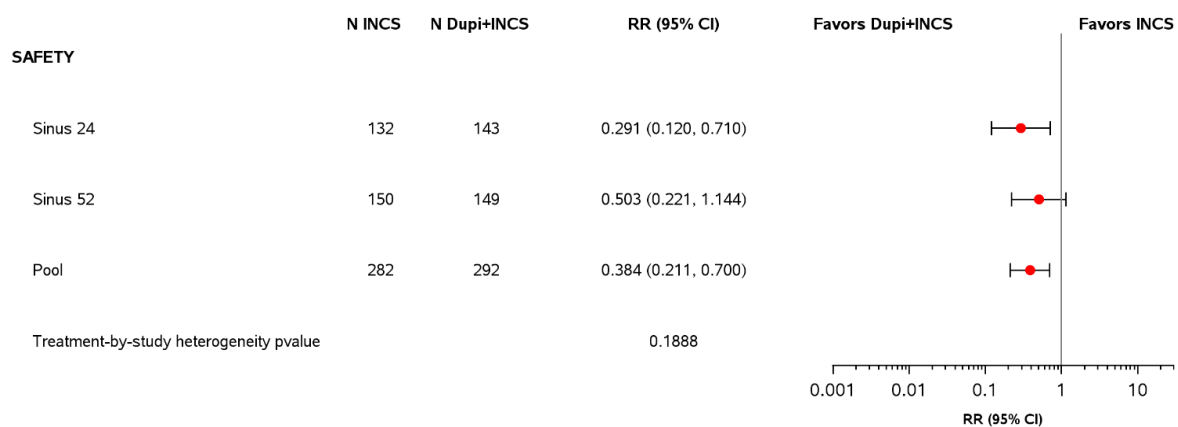 N INCS N Dupi+INCS RR (95% CI) Favors Dupi+INCS Favors INCS
SAFETY
Sinus 24 132 143 0.291 (0.120, 0.710)
Sinus 52 150 149 0.503 (0.221, 1.144)
Pool 282 292 0.384 (0.211, 0.700)
Treatment-by-study heterogeneity pvalue 0.1888
0.001 0.01 0.1 1 10
RR (95% CI)